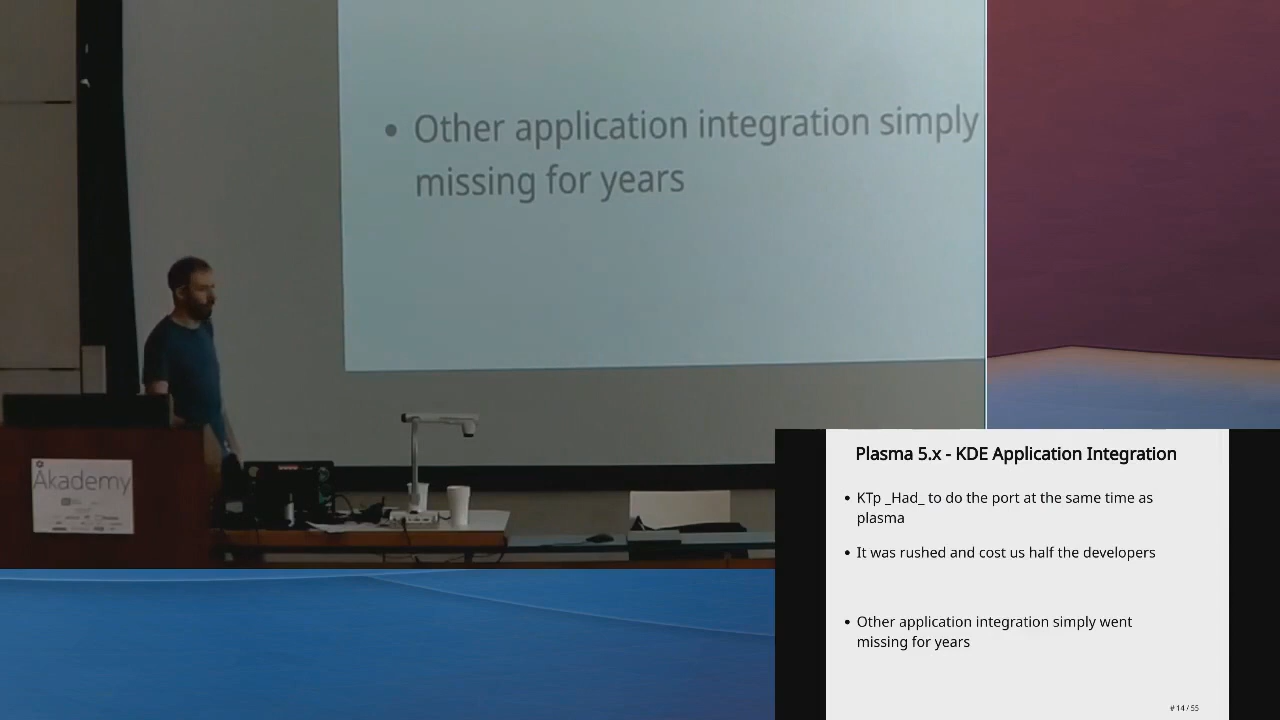 • Other application integration simply
missing for years
Akademy
Plasma 5.x - KDE Application Integration
• KTp _Had_ to do the port at the same time as
plasma
• It was rushed and cost us half the developers
• Other application integration simply went
missing for years
# 14 / 55